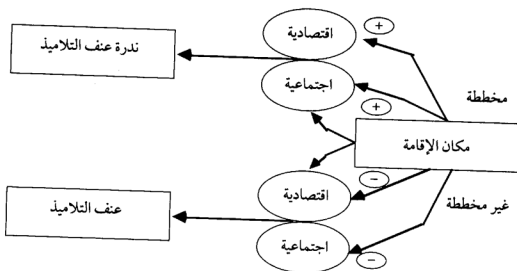 اقتصادية
+
ندرة عنف التلاميذ
اجتماعية
+
مخططة
مكان الإقامة
اقتصادية
−
غير مخططة
عنف التلاميذ
اجتماعية
−